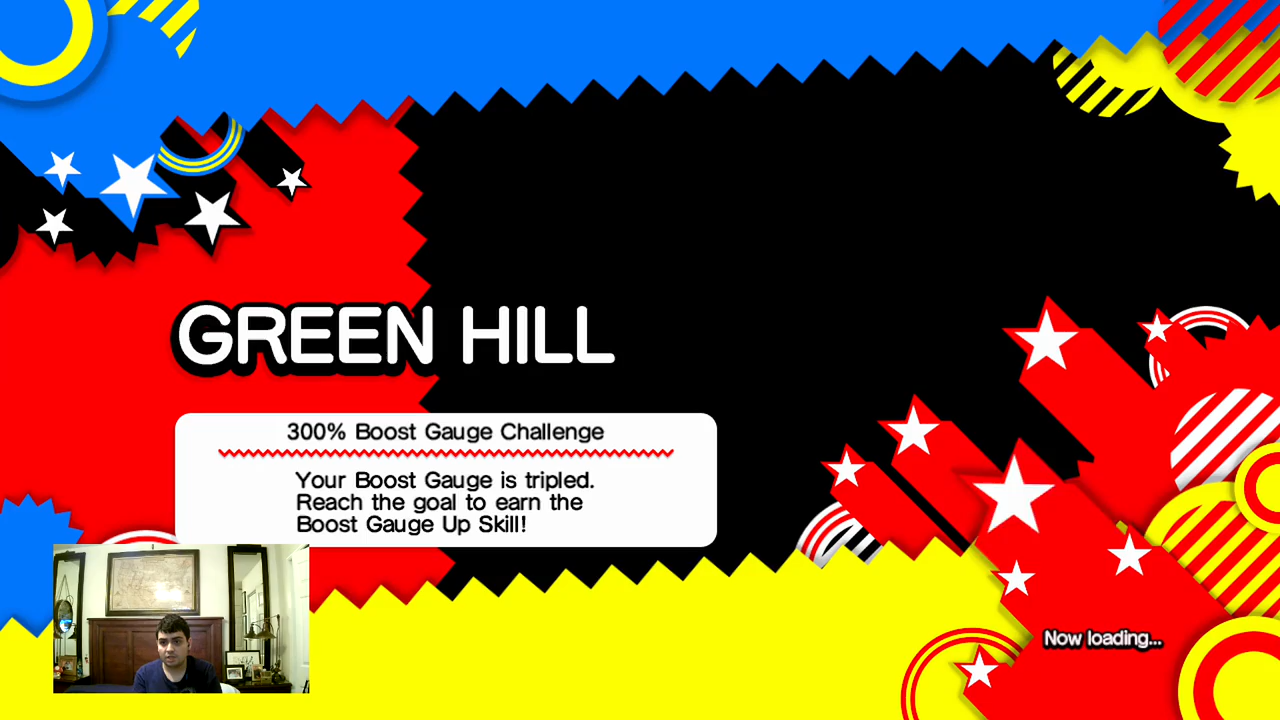 GREEN HILL
300% Boost Gauge Challenge
Your Boost Gauge is tripled.
Reach the goal to earn the
Boost Gauge Up Skill!
Now loading...